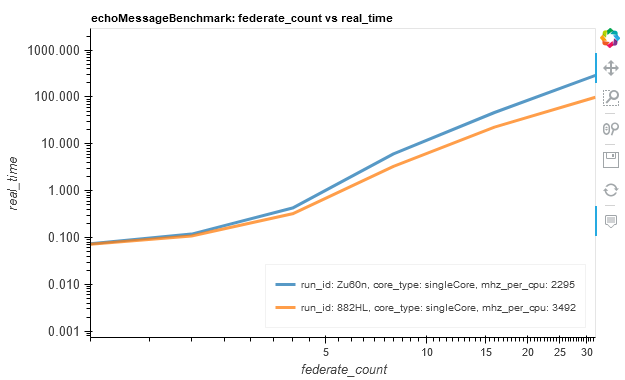 echoMessageBenchmark: federate_count vs real_time
1000.000
100.000
10.000
1.000
0.100
0.010
0.001
real_time
run_id: Zu60n, core_type: singleCore, mhz_per_cpu: 2295
run_id: 882HL, core_type: singleCore, mhz_per_cpu: 3492
5 10 15 20 25 30
federate_count